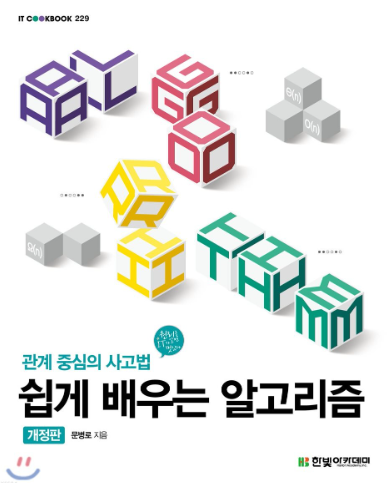 IT COOKBOOK 229
ALGORITHM
Θ(n)
O(n)
Ω(n)
관계 중심의 사고법
쉽게 배우는 알고리즘
개정판
문병로 지음
한빛아카데미